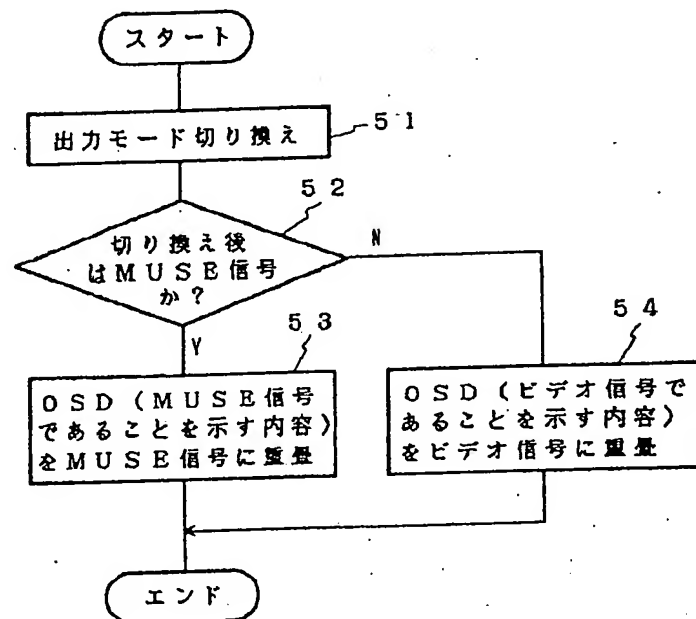 スタート
出力モード切り換え
51
52
切り換え後
はMUSE信号
か?
N
Y
53
OSD(MUSE信号
であることを示す内容)
をMUSE信号に重畳
54
OSD(ビデオ信号で
あることを示す内容)
をビデオ信号に重畳
エンド